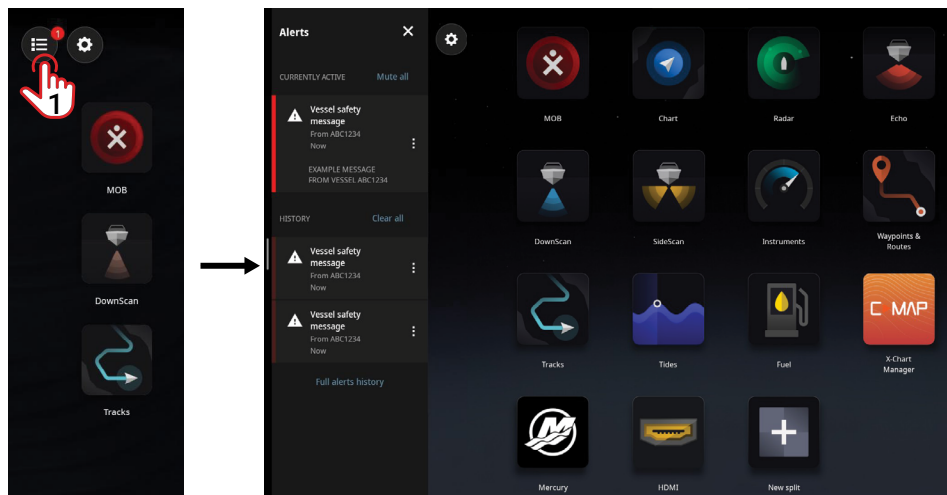 1
1
MOB
DownScan
Tracks
Alerts
CURRENTLY ACTIVE Mute all
Vessel safety
message
From ABC1234
Now
EXAMPLE MESSAGE
FROM VESSEL ABC1234
HISTORY Clear all
Vessel safety
message
From ABC1234
Now
Vessel safety
message
From ABC1234
Now
Full alerts history
MOB Chart Radar Echo
DownScan SideScan Instruments Waypoints &
Routes
C MAP
Tracks Tides Fuel X-Chart
Manager
Mercury HDMI New split